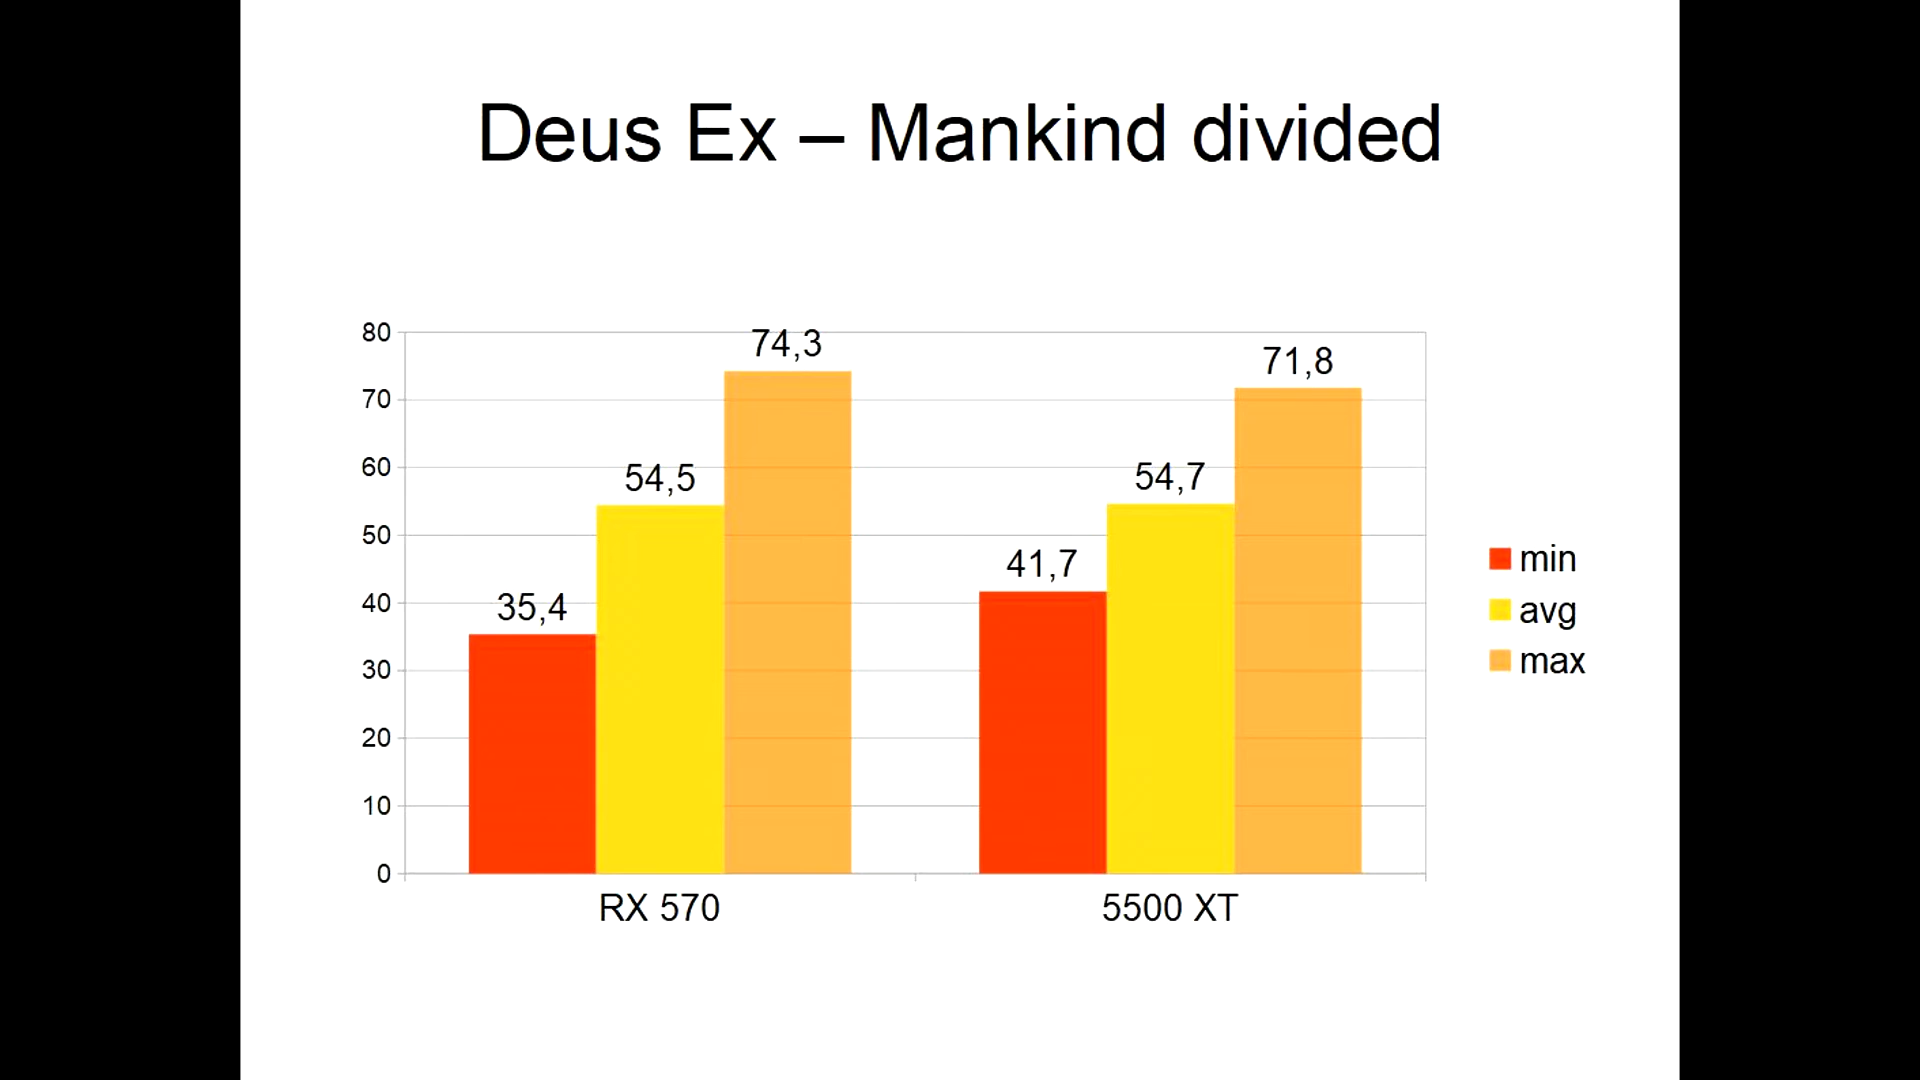 Deus Ex – Mankind divided
80
70
60
50
40
30
20
10
0
35,4
54,5
74,3
41,7
54,7
71,8
RX 570
5500 XT
min
avg
max